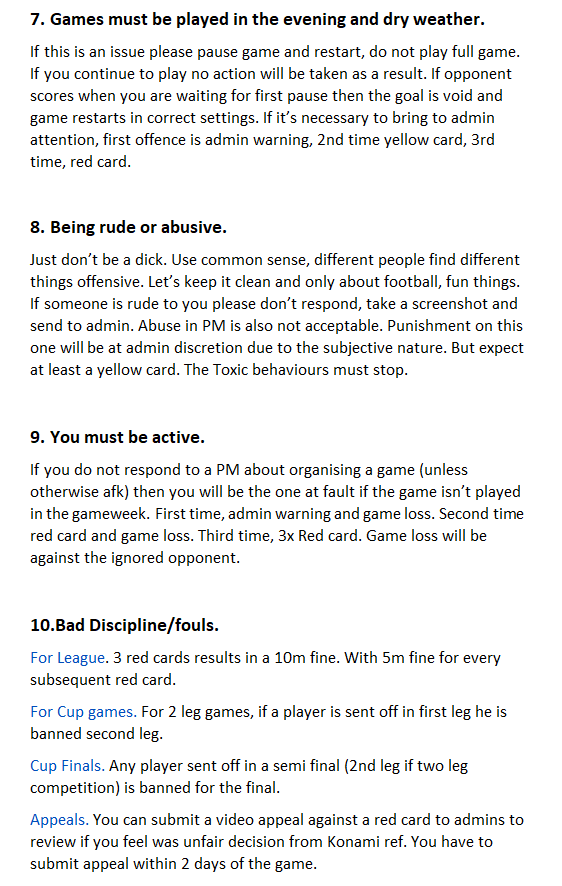 7. Games must be played in the evening and dry weather.
If this is an issue please pause game and restart, do not play full game.
If you continue to play no action will be taken as a result. If opponent
scores when you are waiting for first pause then the goal is void and
game restarts in correct settings. If it's necessary to bring to admin
attention, first offence is admin warning, 2nd time yellow card, 3rd
time, red card.
8. Being rude or abusive.
Just don't be a dick. Use common sense, different people find different
things offensive. Let's keep it clean and only about football, fun things.
If someone is rude to you please don't respond, take a screenshot and
send to admin. Abuse in PM is also not acceptable. Punishment on this
one will be at admin discretion due to the subjective nature. But expect
at least a yellow card. The Toxic behaviours must stop.
9. You must be active.
If you do not respond to a PM about organising a game (unless
otherwise afk) then you will be the one at fault if the game isn't played
in the gameweek. First time, admin warning and game loss. Second time
red card and game loss. Third time, 3x Red card. Game loss will be
against the ignored opponent.
10.Bad Discipline/fouls.
For League. 3 red cards results in a 10m fine. With 5m fine for every
subsequent red card.
For Cup games. For 2 leg games, if a player is sent off in first leg he is
banned second leg.
Cup Finals. Any player sent off in a semi final (2nd leg if two leg
competition) is banned for the final.
Appeals. You can submit a video appeal against a red card to admins to
review if you feel was unfair decision from Konami ref. You have to
submit appeal within 2 days of the game.